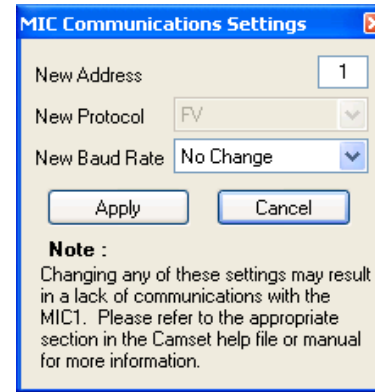 MIC Communications Settings
New Address 1
New Protocol FV
New Baud Rate No Change
Apply Cancel
Note :
Changing any of these settings may result
in a lack of communications with the
MIC1. Please refer to the appropriate
section in the Camset help file or manual
for more information.